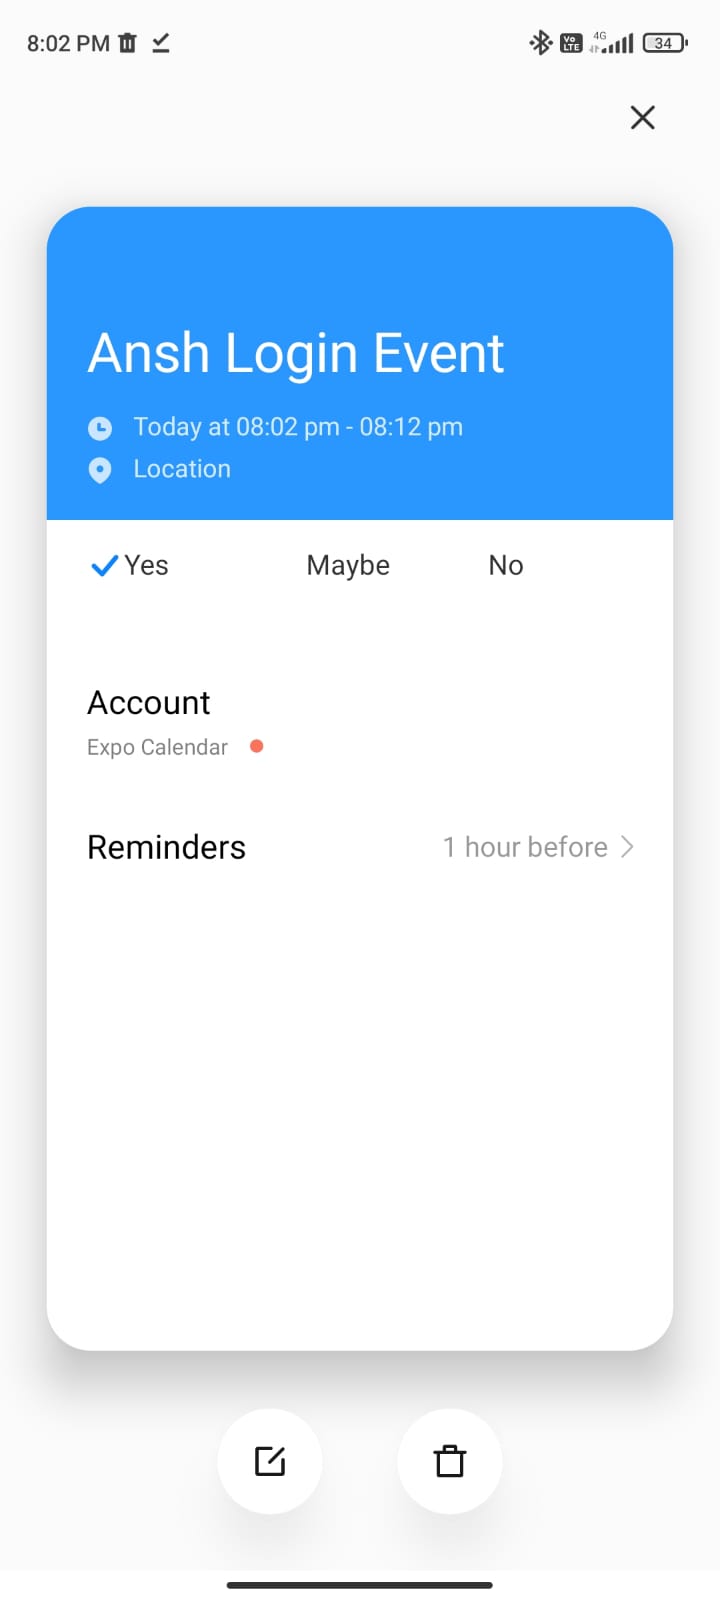 8:02 PM
Vo LTE 4G 34
Ansh Login Event
Today at 08:02 pm - 08:12 pm
Location
Yes Maybe No
Account
Expo Calendar
Reminders 1 hour before